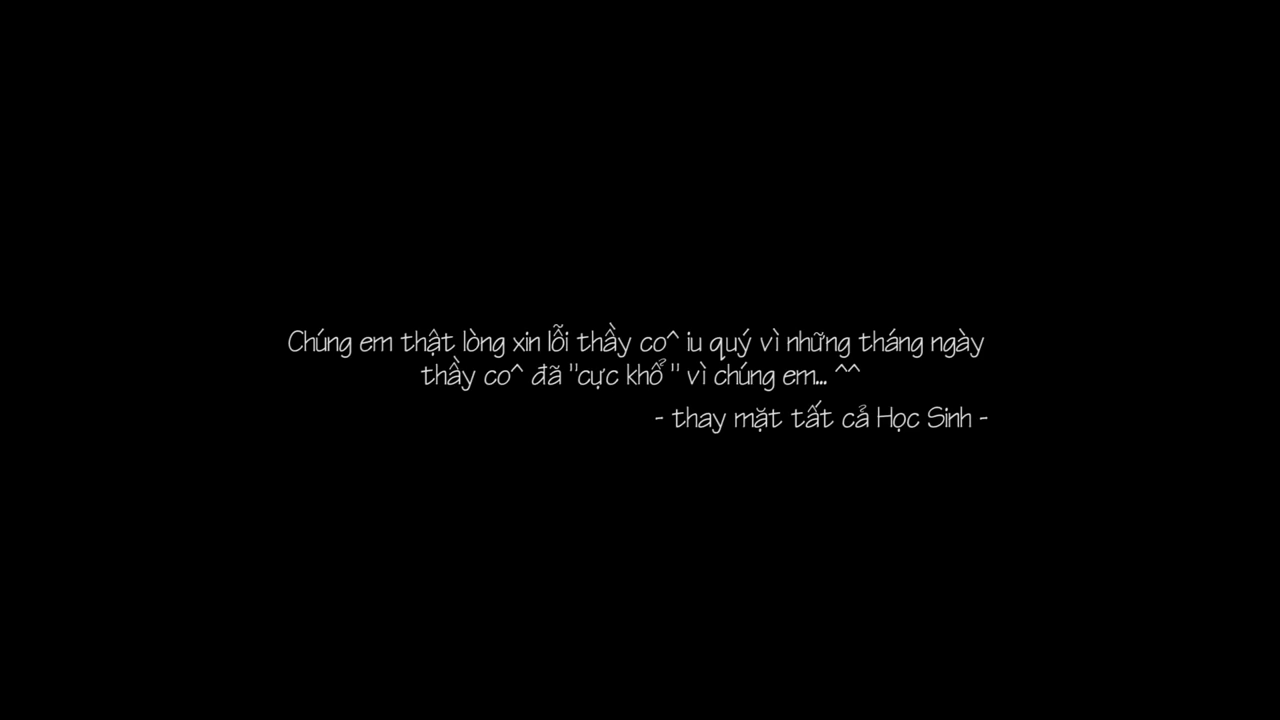 Chúng em thật lòng xin lỗi thầy co^ iu quý vì những tháng ngày
thầy co^ đã "cực khổ " vì chúng em... ^^
- thay mặt tất cả Học Sinh -